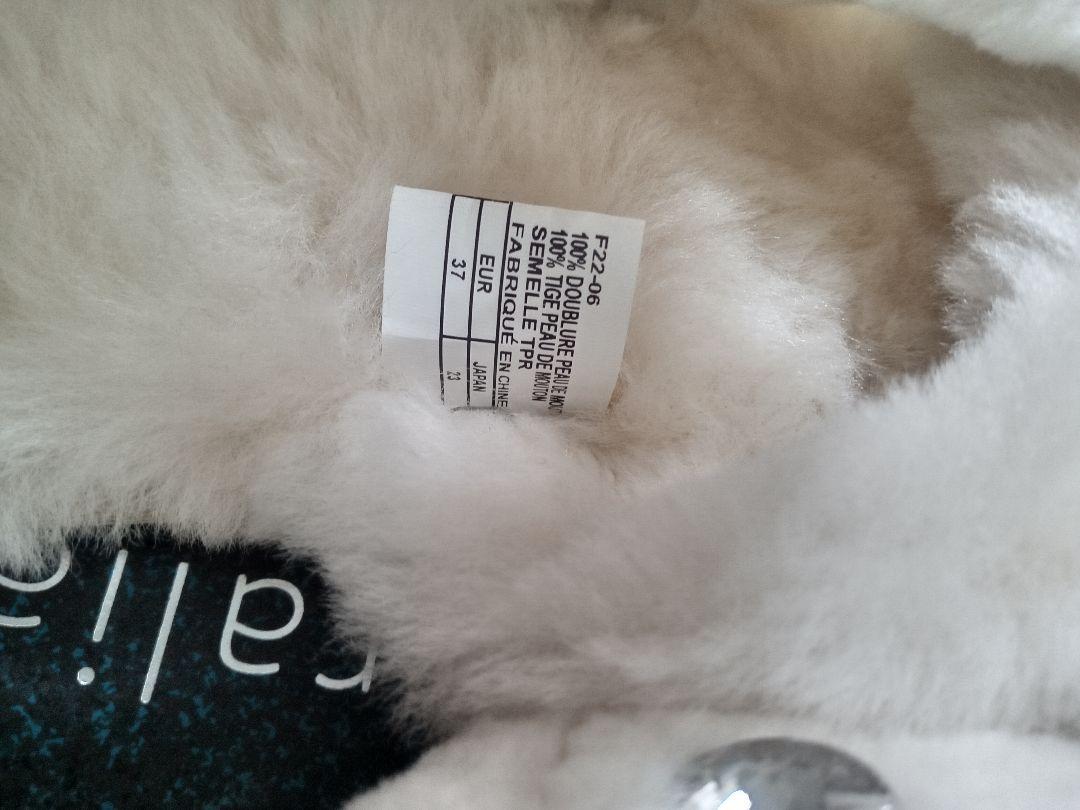 F22-06
100% DOUBLURE PEAU DE
100% TIGE PEAU DE MOUTON
SEMELLE TPR
FABRIQUÉ EN CHINE
EUR JAPAN
37 23
rali